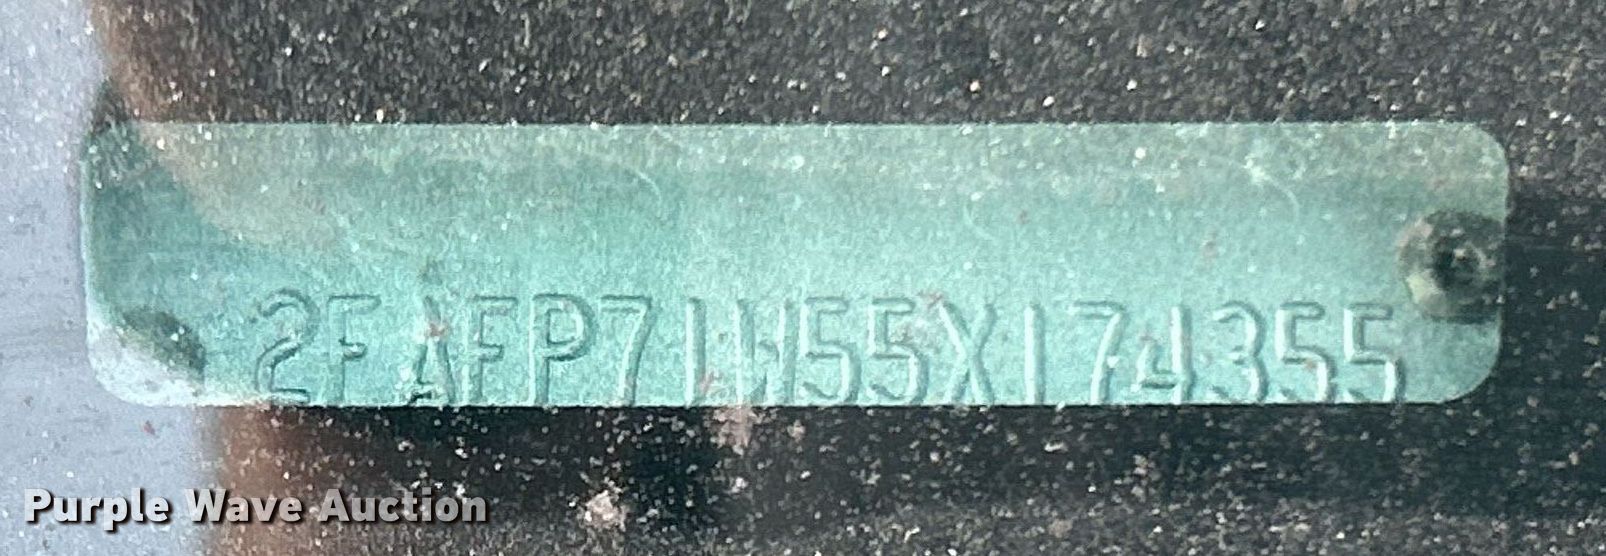 2FAFP71W55X174355
Purple Wave Auction